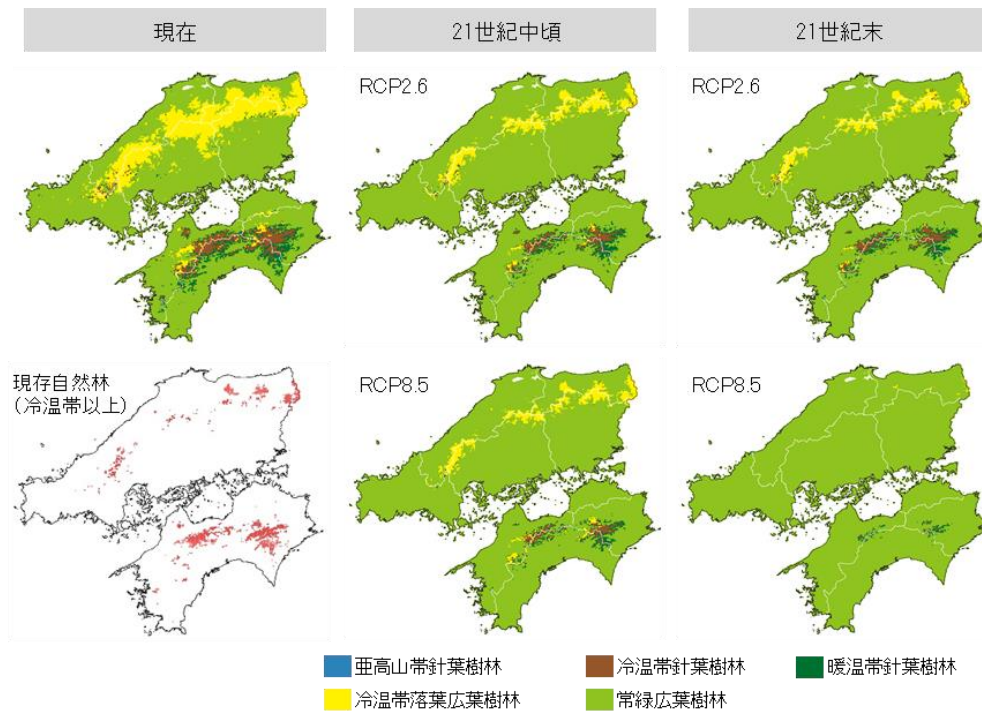 現在
21世紀中頃
21世紀末
RCP2.6
RCP2.6
現存自然林
（冷温帯以上）
RCP8.5
RCP8.5
亜高山帯針葉樹林
冷温帯針葉樹林
暖温帯針葉樹林
冷温帯落葉広葉樹林
常緑広葉樹林